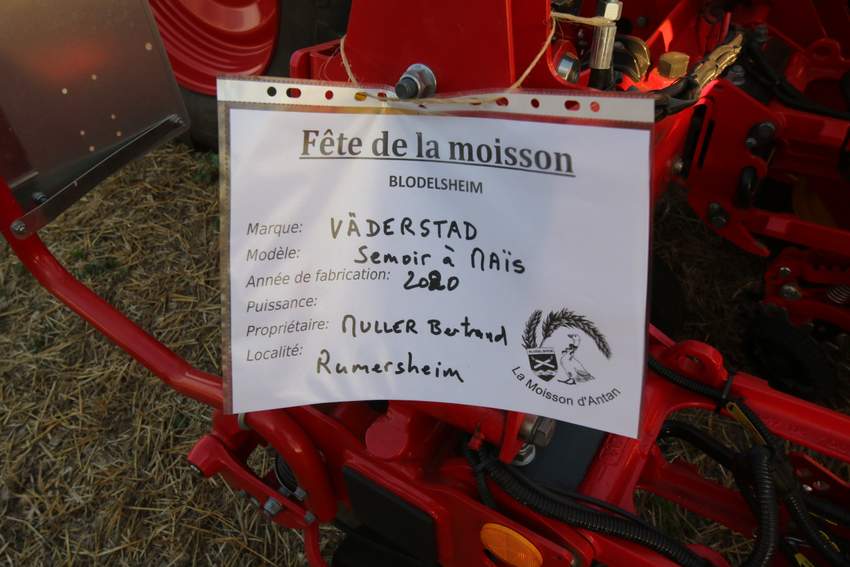 Fête de la moisson
BLODELSHEIM
Marque: VÄDERSTAD
Modèle: Semoir à MAÏs
Année de fabrication: 2020
Puissance:
Propriétaire: MULLER Bertrand
Localité: Rumersheim
BLODELSHEIM
La Moisson d'Antan